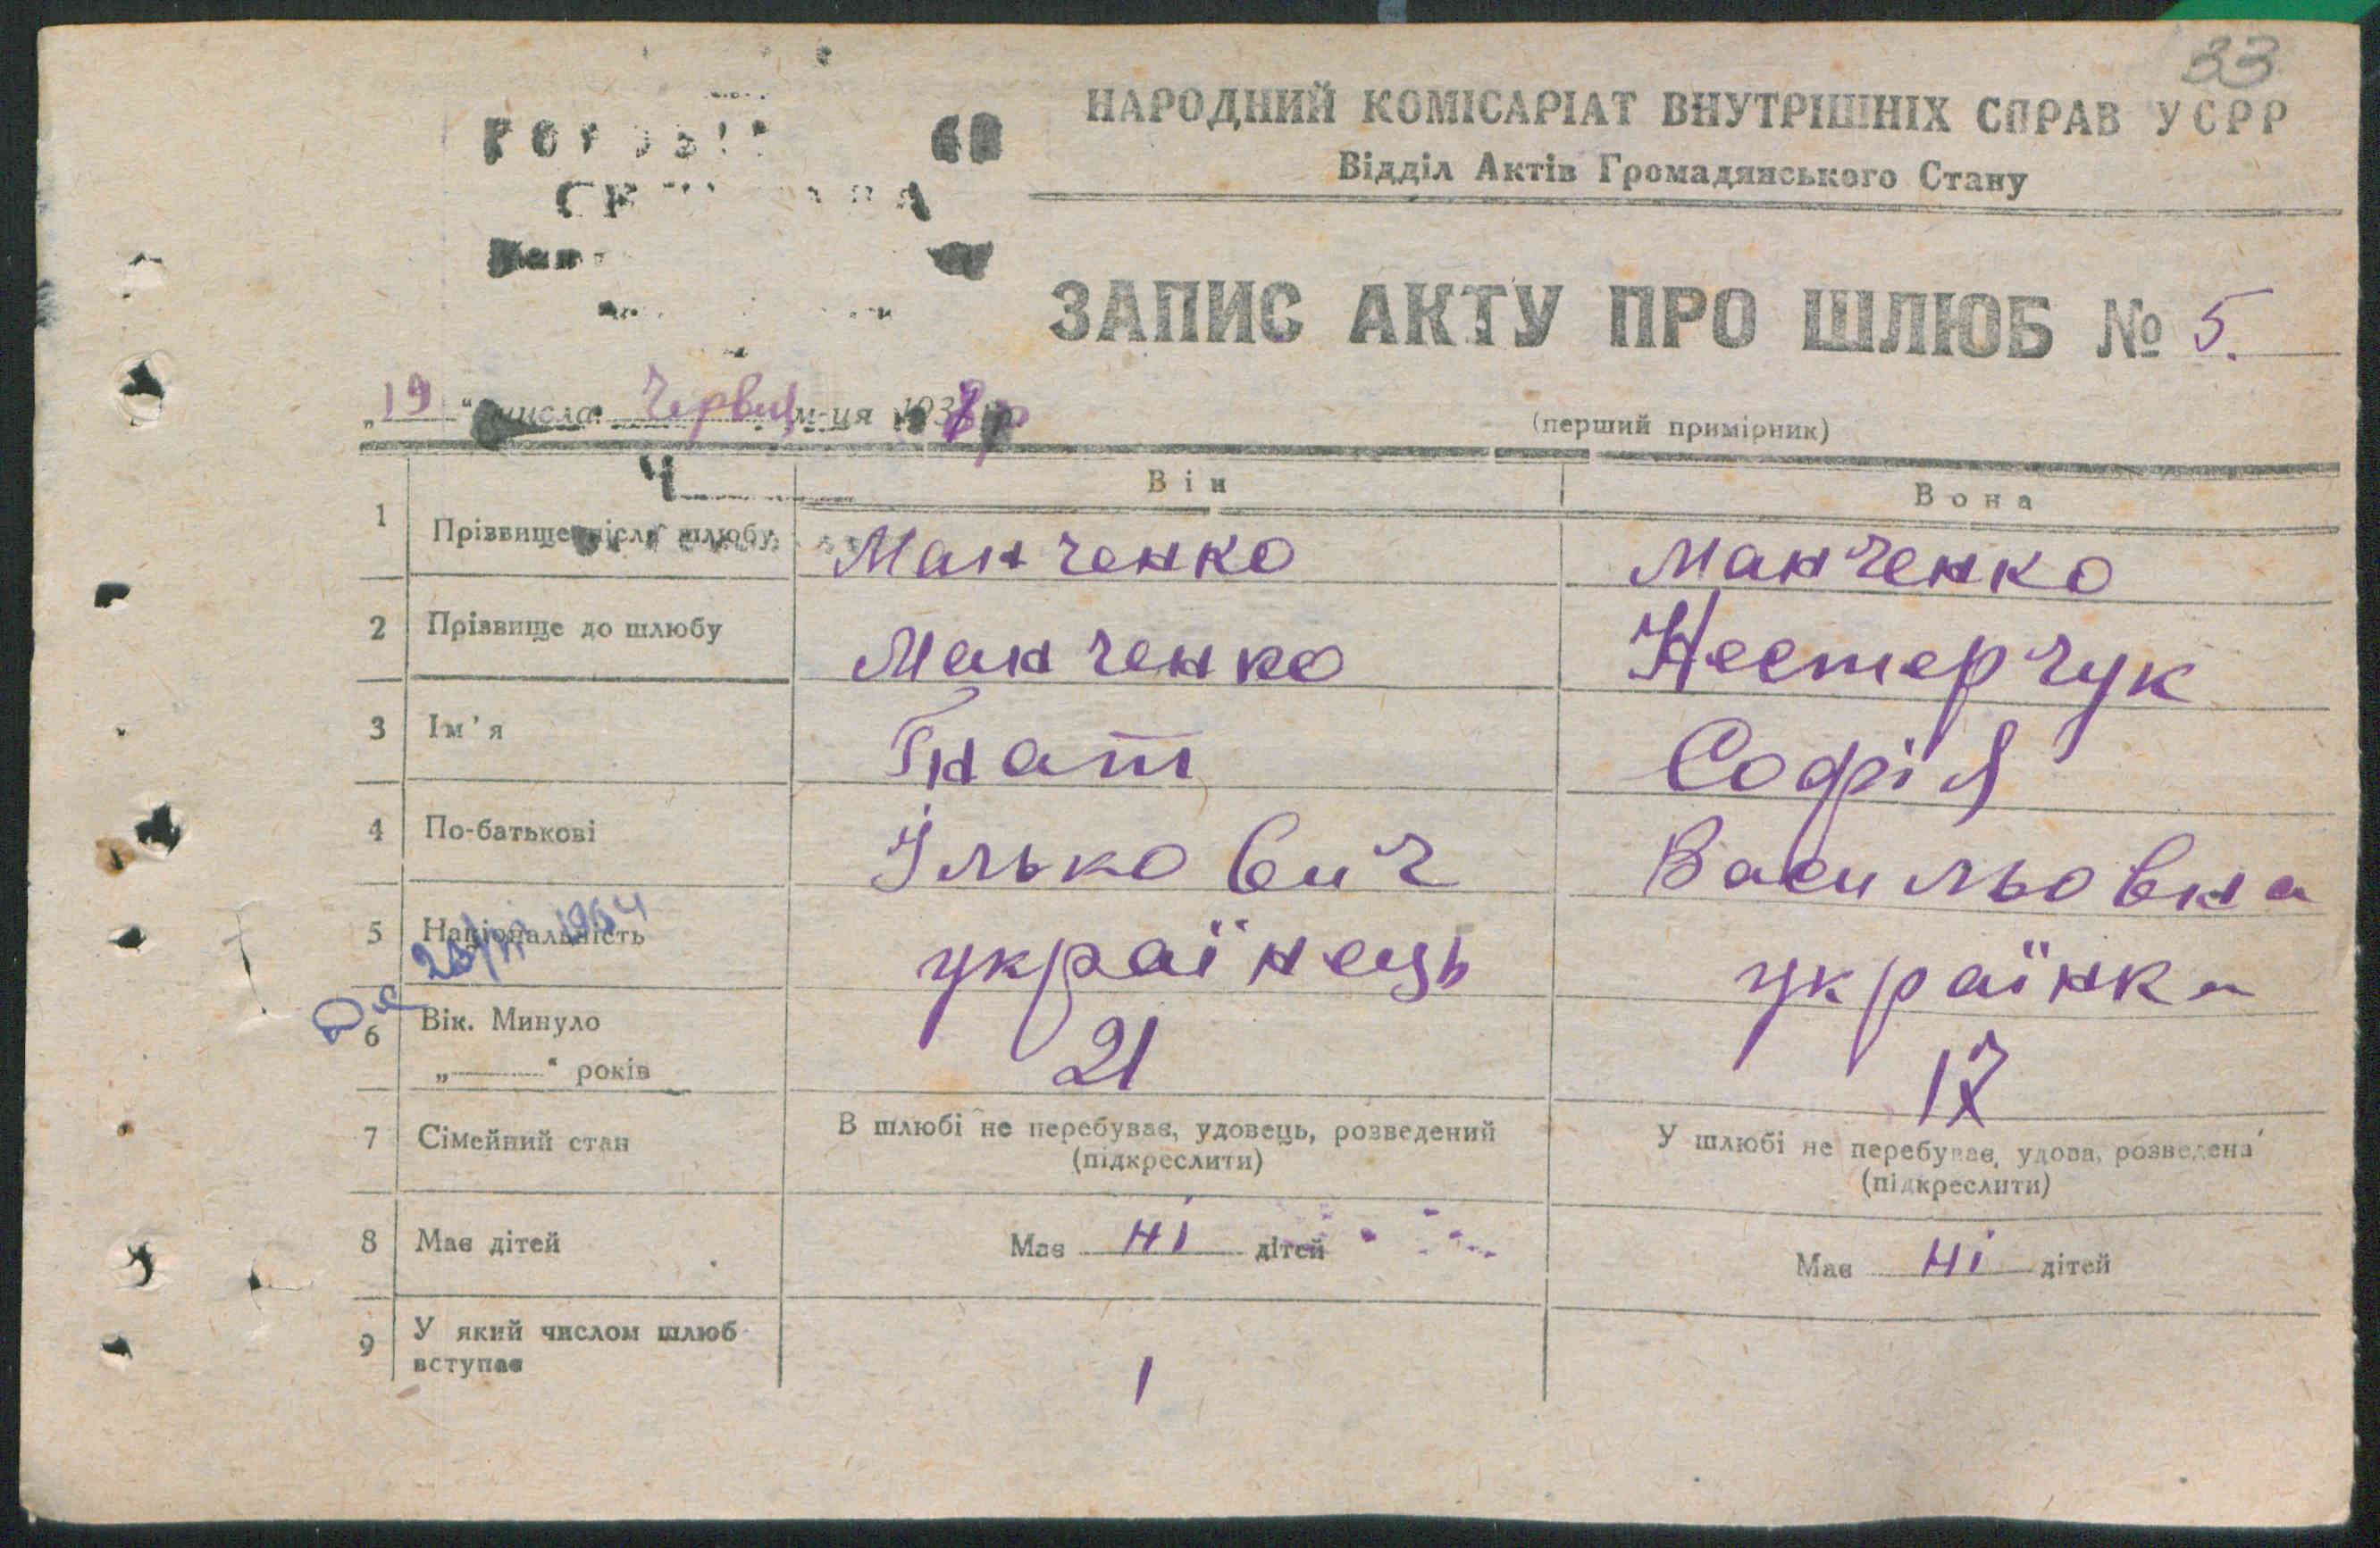 33
НАРОДНИЙ КОМІСАРІАТ ВНУТРІШНІХ СПРАВ УСРР
Відділ Актів Громадянського Стану
ЗАПИС АКТУ ПРО ШЛЮБ № 5.
„19" числа Червня м-ця
(перший примірник)
Він Вона
1 Прізвище після шлюбу Манченко Манченко
2 Прізвище до шлюбу Манченко Нестерчук
3 Ім'я Гнат Софія
4 По-батькові Ількович Васильовна
5 Національність українець українка
6 Вік. Минуло „ " років 21 17
7 Сімейний стан В шлюбі не перебуває, удовець, розведений (підкреслити) У шлюбі не перебуває, удова, розведена (підкреслити)
8 Має дітей Має ні дітей Має ні дітей
9 У який числом шлюб вступає 1